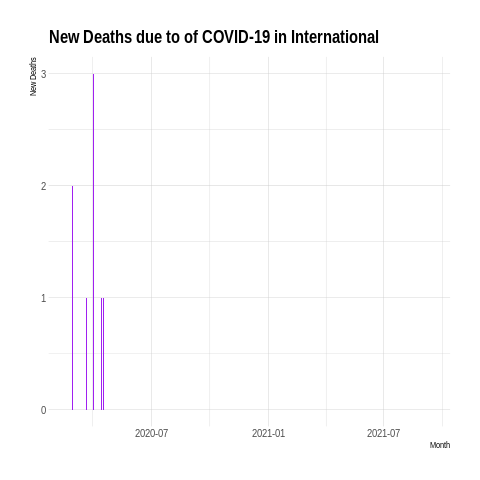 New Deaths due to of COVID-19 in International
New Deaths
3
2
1
0
2020-07
2021-01
2021-07
Month